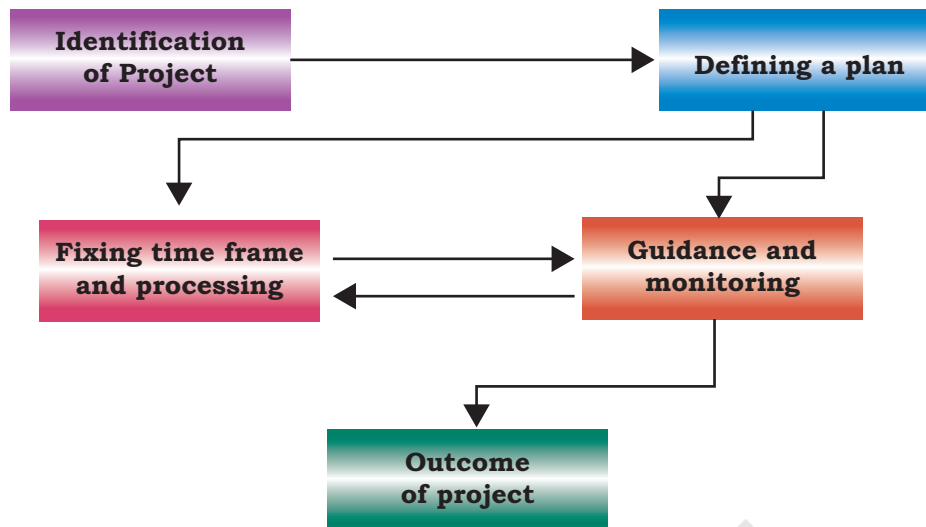 Identification
of Project
Defining a plan
Fixing time frame
and processing
Guidance and
monitoring
Outcome
of project